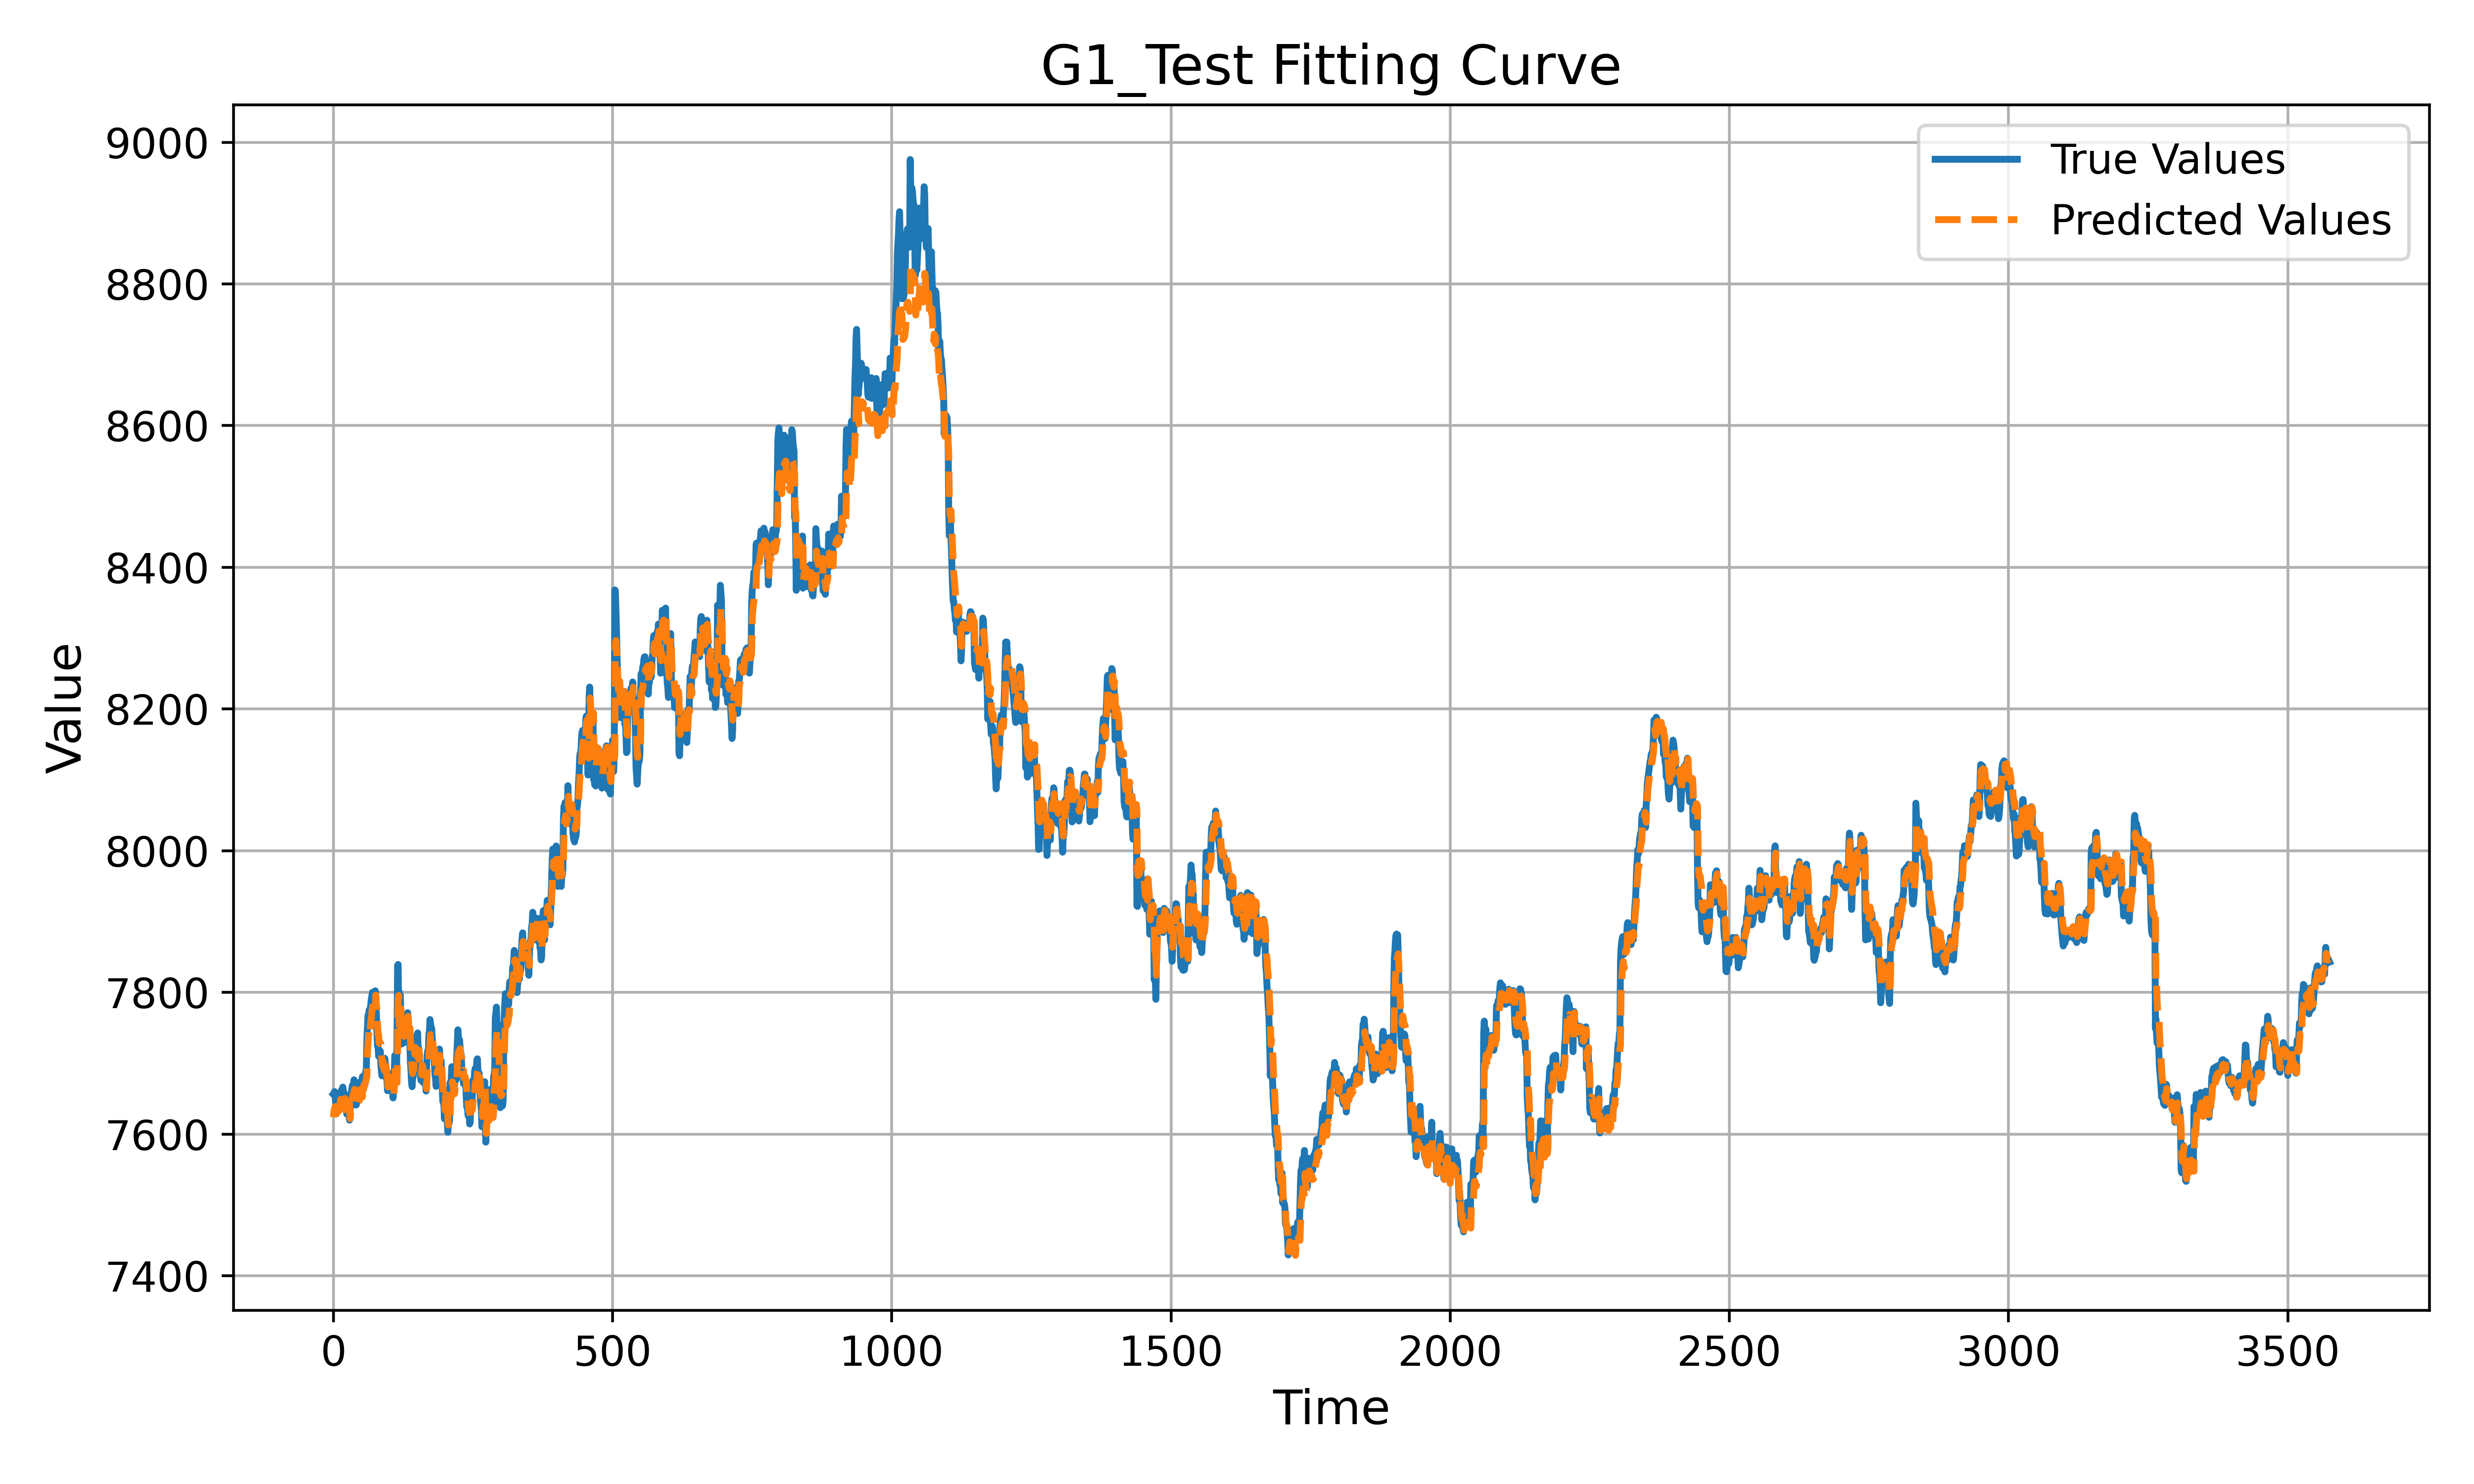 G1_Test Fitting Curve
True Values
Predicted Values
9000
8800
8600
8400
8200
8000
7800
7600
7400
Value
0 500 1000 1500 2000 2500 3000 3500
Time